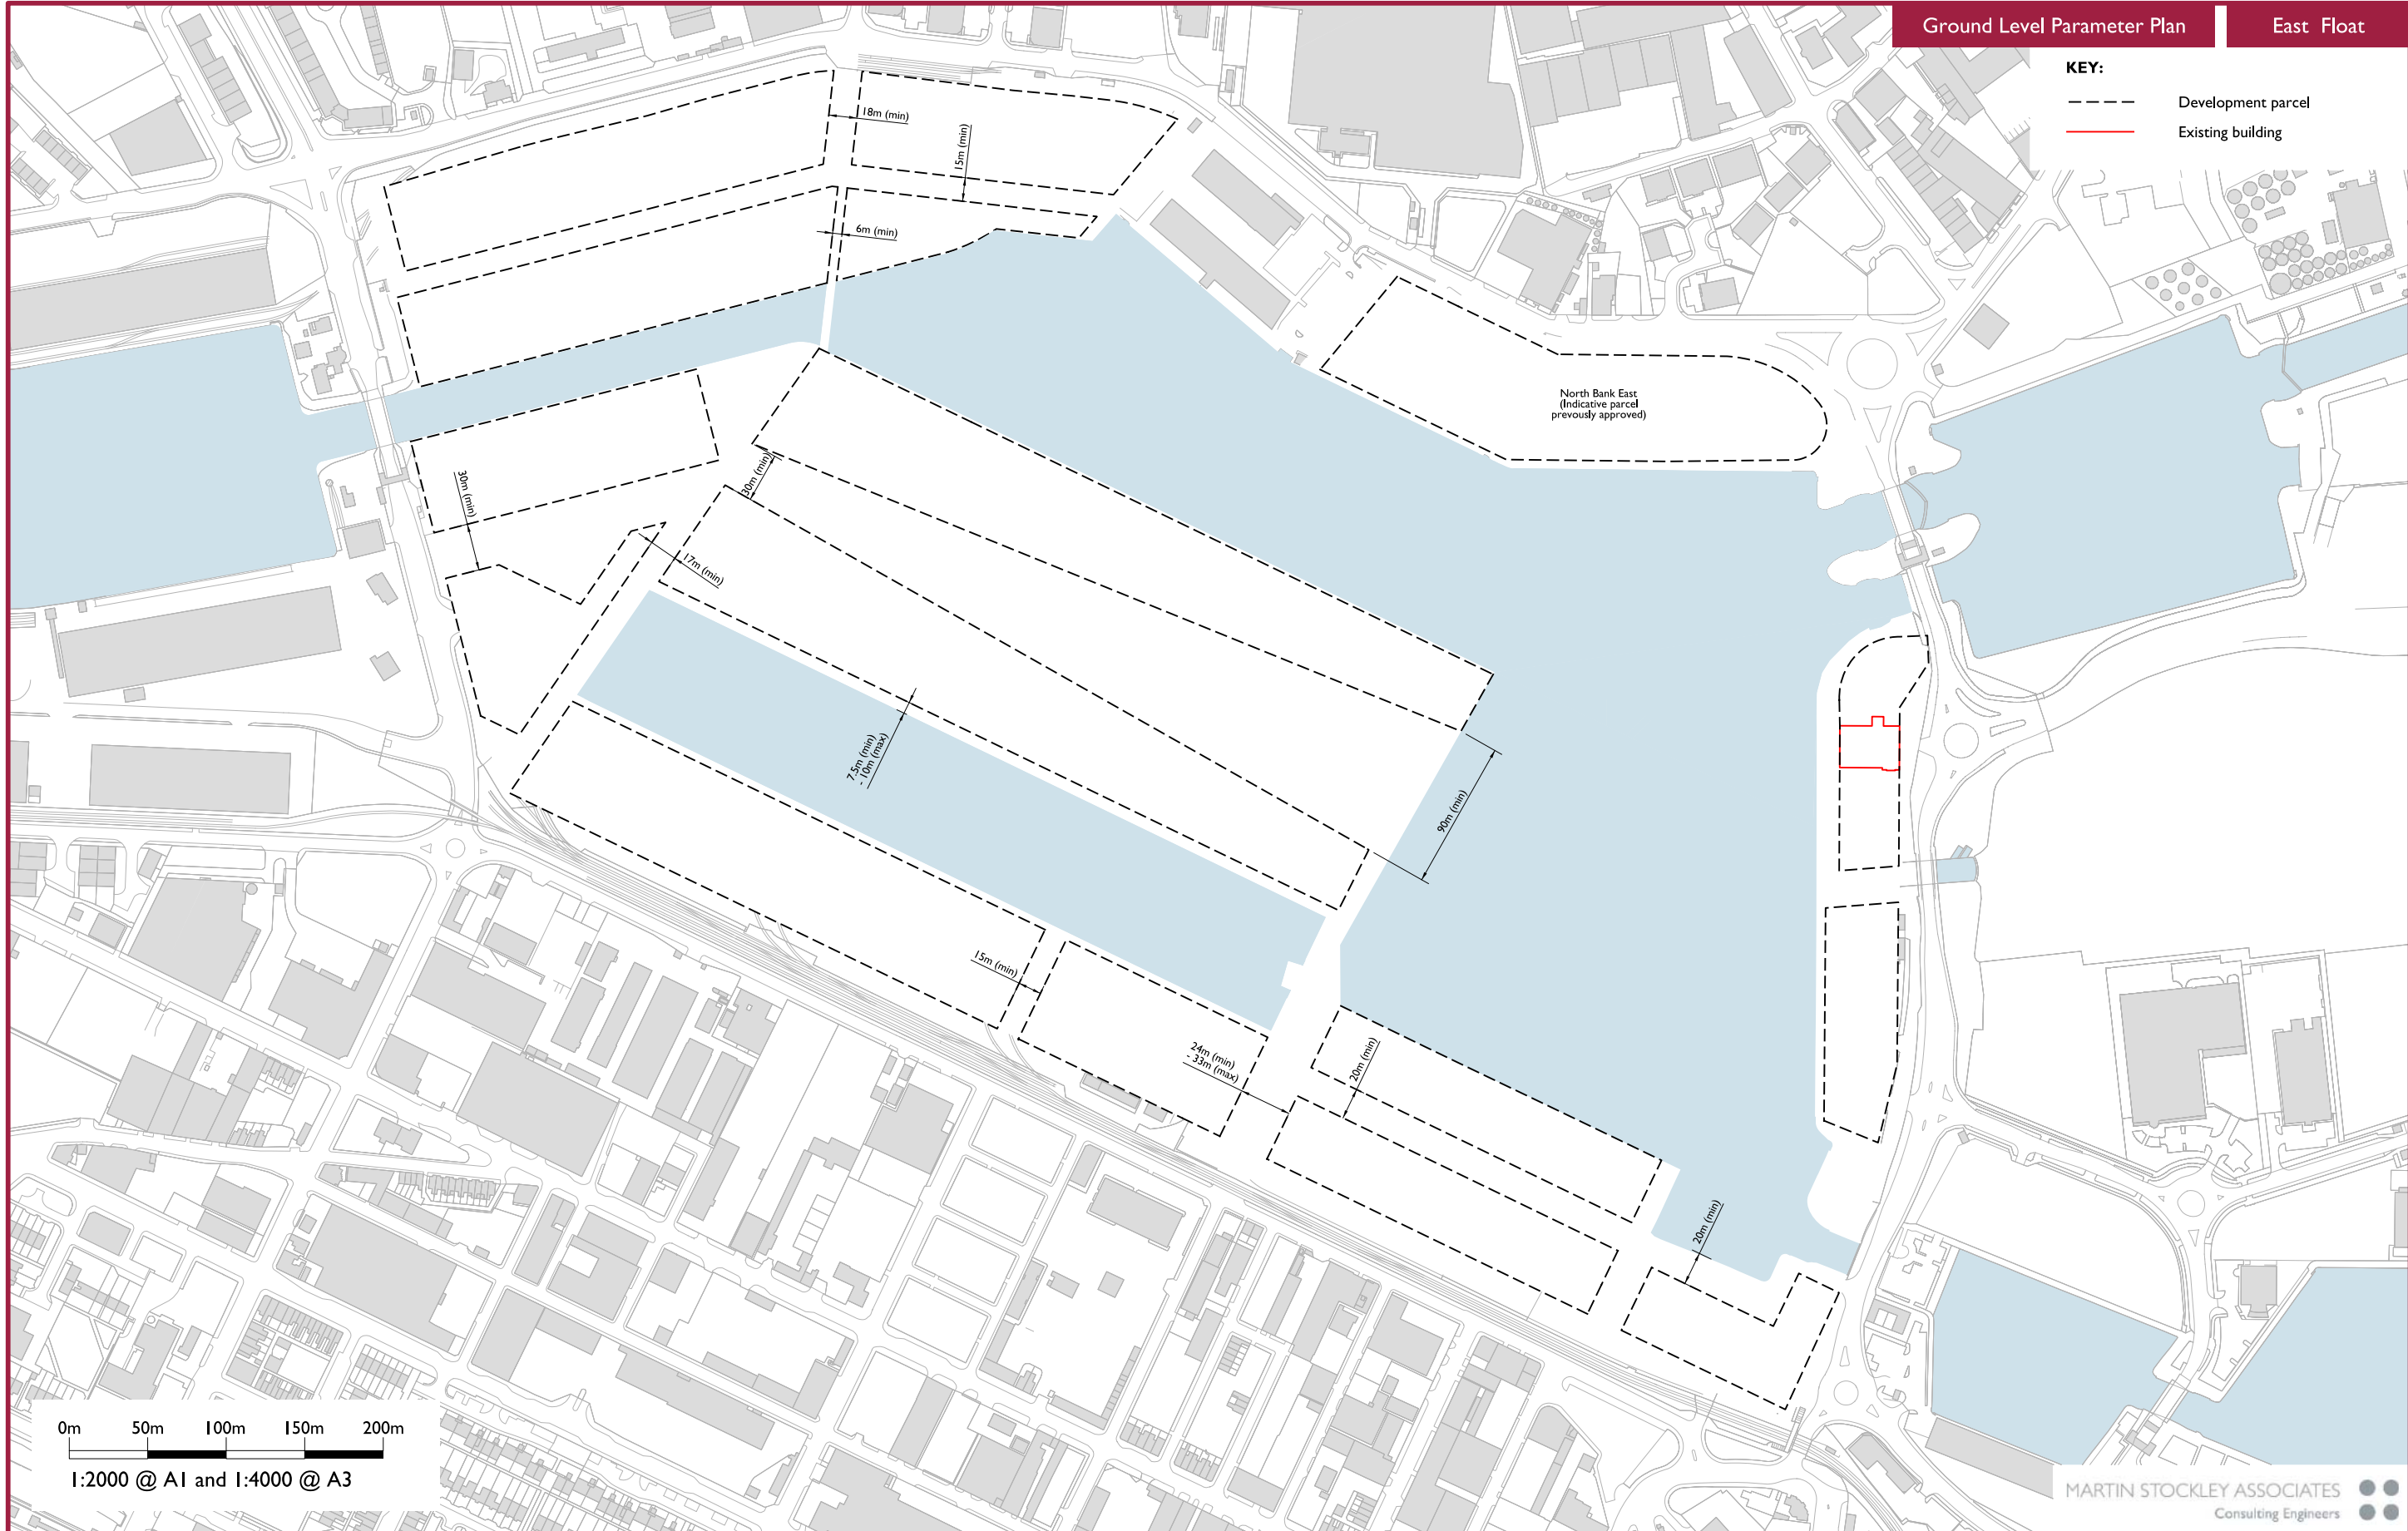 Ground Level Parameter Plan
East Float
KEY:
Development parcel
Existing building
18m (min)
15m (min)
6m (min)
North Bank East
(Indicative parcel
prevously approved)
30m (min)
30m (min)
17m (min)
7.5m (min)
- 10m (max)
90m (min)
15m (min)
24m (min)
- 33m (max)
20m (min)
20m (min)
0m 50m 100m 150m 200m
1:2000 @ A1 and 1:4000 @ A3
MARTIN STOCKLEY ASSOCIATES
Consulting Engineers